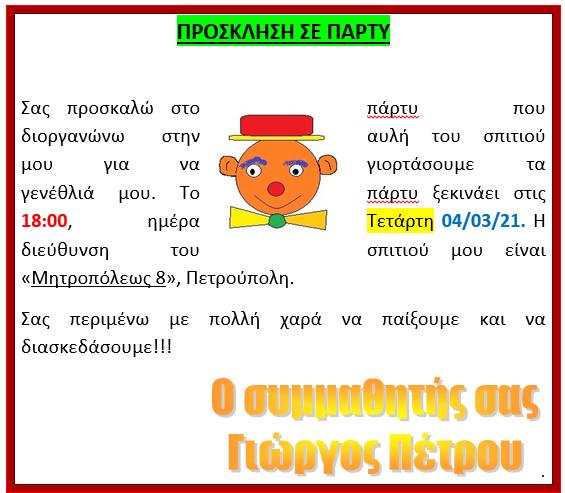 ΠΡΟΣΚΛΗΣΗ ΣΕ ΠΑΡΤΥ
Σας προσκαλώ στο πάρτυ που
διοργανώνω στην αυλή του σπιτιού
μου για να γιορτάσουμε τα
γενέθλιά μου. Το πάρτυ ξεκινάει στις
18:00, ημέρα Τετάρτη 04/03/21. Η
διεύθυνση του σπιτιού μου είναι
«Μητροπόλεως 8», Πετρούπολη.
Σας περιμένω με πολλή χαρά να παίξουμε και να
διασκεδάσουμε!!!
Ο συμμαθητής σας
Γιώργος Πέτρου
.